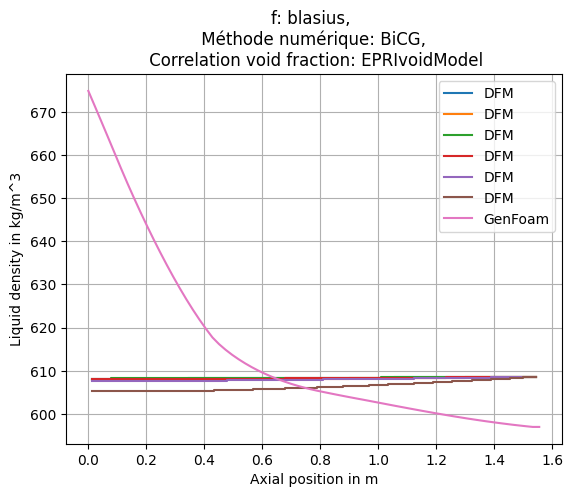 f: blasius,
Méthode numérique: BiCG,
Correlation void fraction: EPRIvoidModel
DFM
DFM
DFM
DFM
DFM
DFM
GenFoam
Liquid density in kg/m^3
670
660
650
640
630
620
610
600
0.0 0.2 0.4 0.6 0.8 1.0 1.2 1.4 1.6
Axial position in m